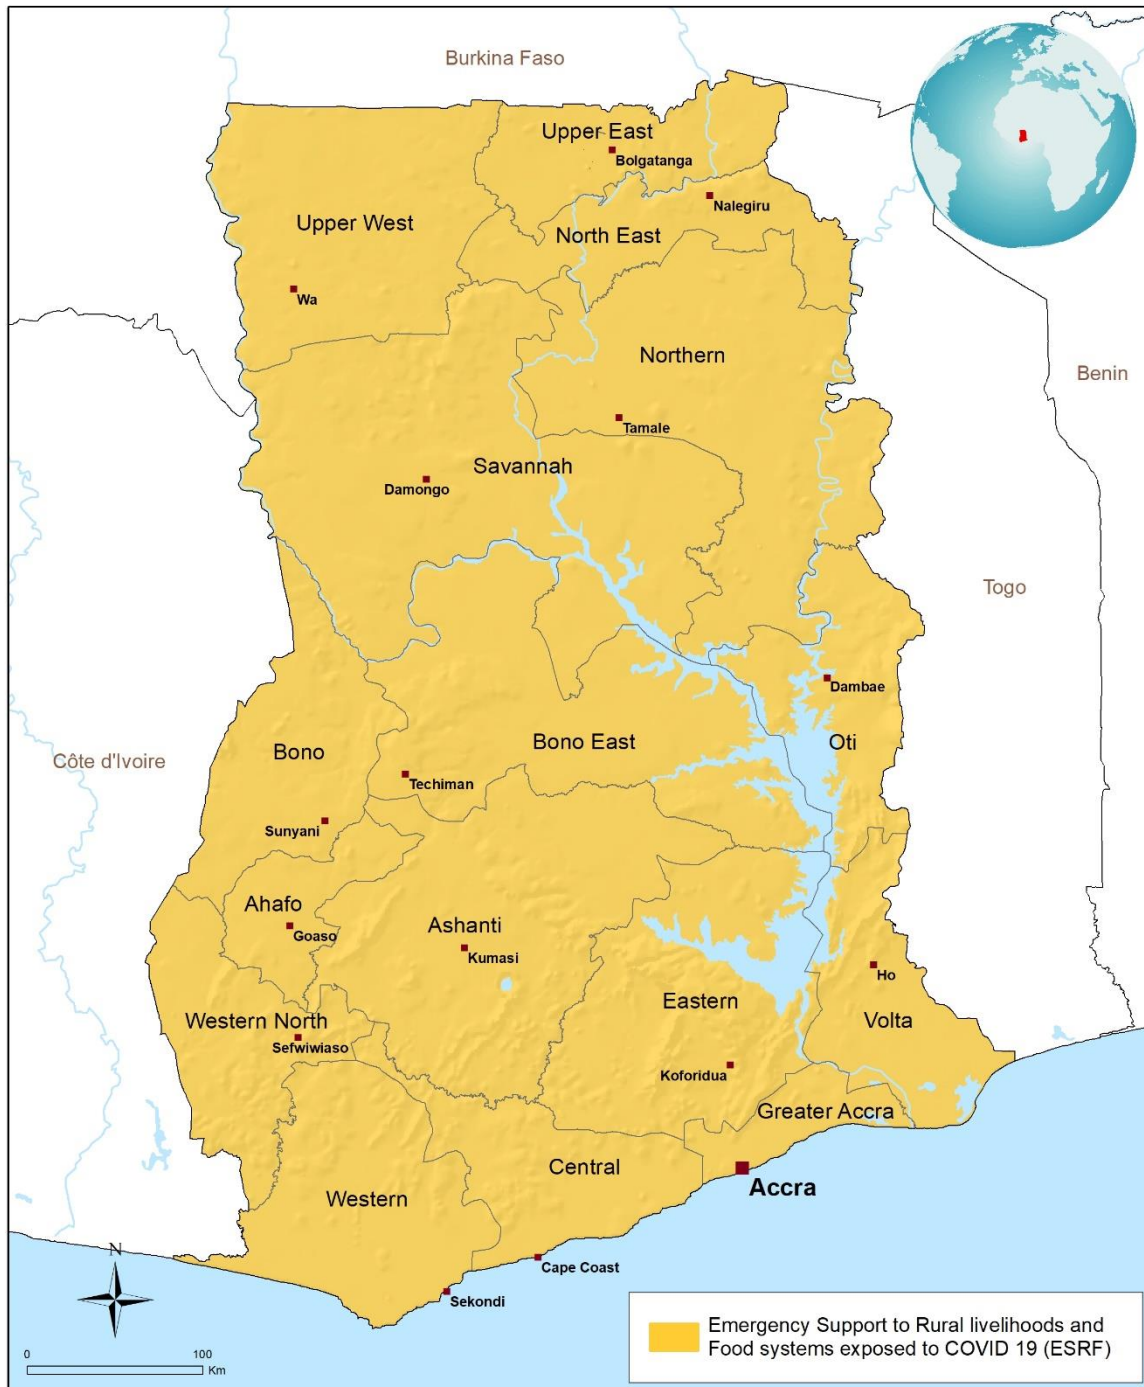 Burkina Faso
Upper East
Bolgatanga
Nalegiru
Upper West
North East
Wa
Northern
Benin
Tamale
Savannah
Damongo
Togo
Dambae
Bono East
Oti
Bono
Côte d'Ivoire
Techiman
Sunyani
Ahafo
Goaso
Ashanti
Kumasi
Ho
Eastern
Volta
Western North
Sefwiwiaso
Koforidua
Greater Accra
Central
Accra
Western
N
Cape Coast
Sekondi
Emergency Support to Rural livelihoods and
Food systems exposed to COVID 19 (ESRF)
0 100
Km